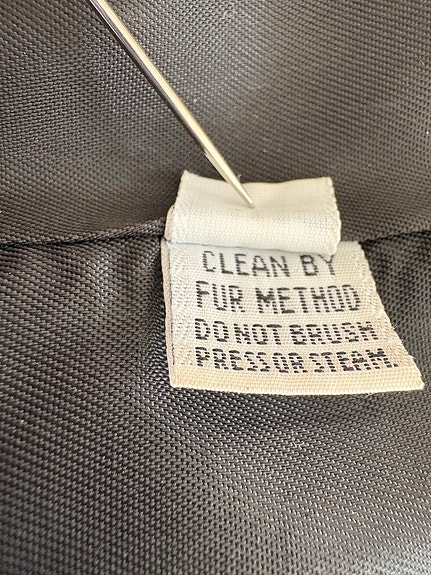 CLEAN BY
FUR METHOD
DO NOT BRUSH
PRESS OR STEAM.